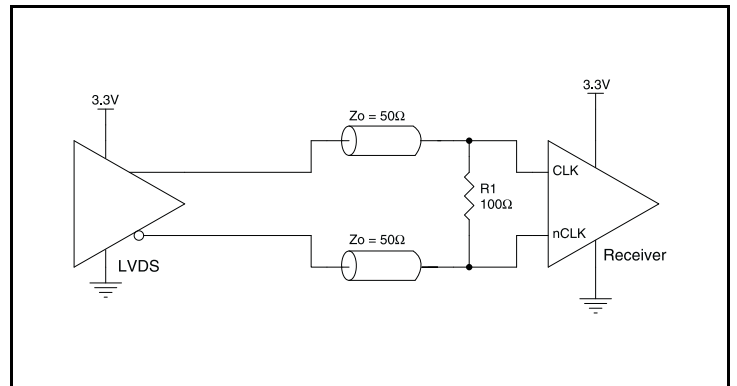 3.3V
3.3V
Zo = 50Ω
CLK
R1
100Ω
nCLK
Zo = 50Ω
Receiver
LVDS